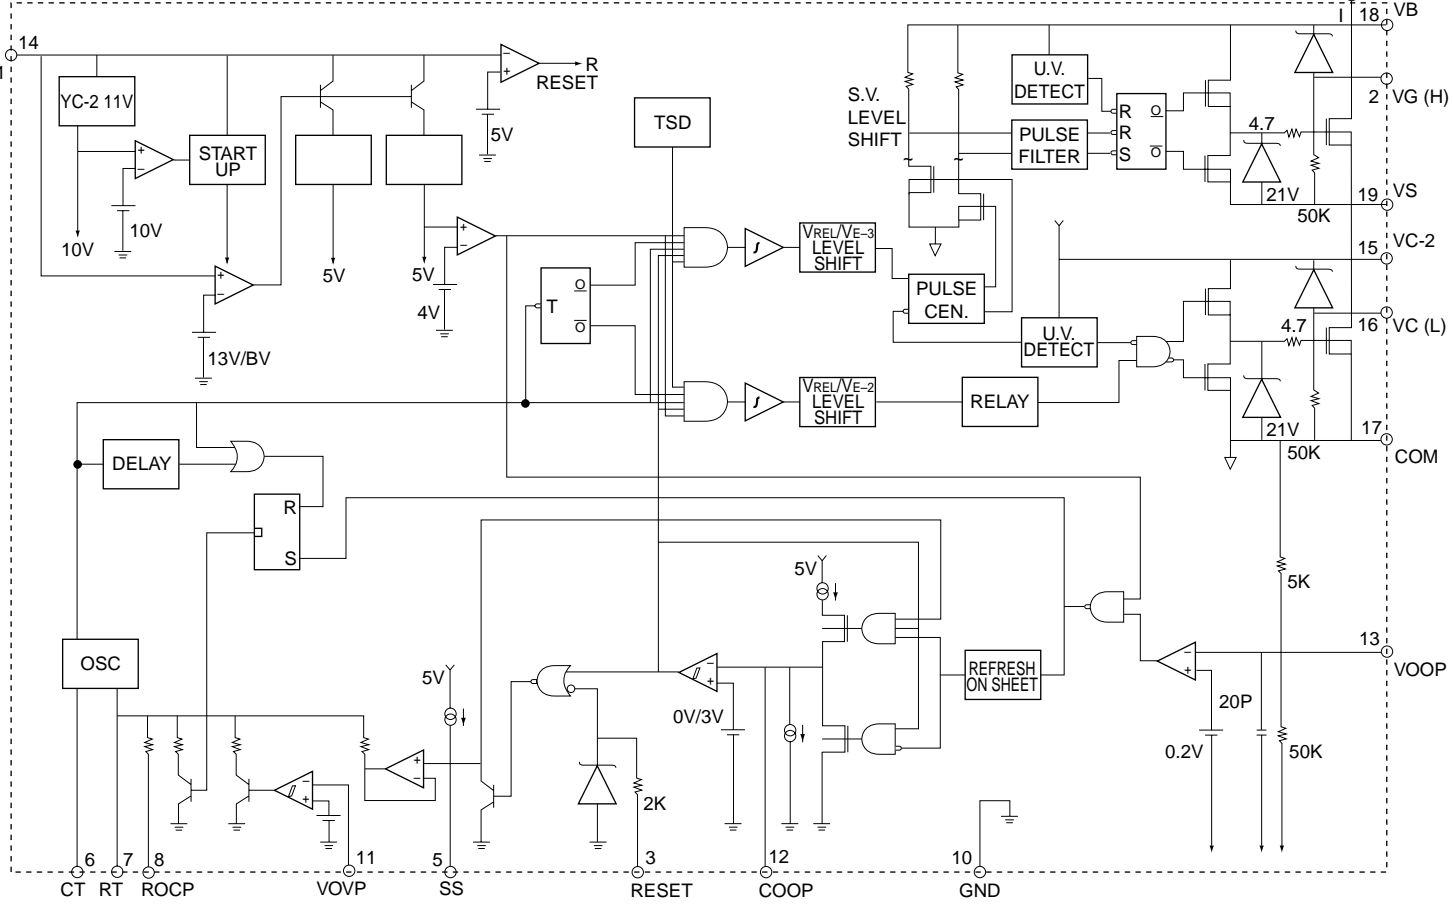 18
VB
14
YC-2 11V
10V
10V
START
UP
5V
5V
5V
R
RESET
4V
13V/BV
TSD
T
O
O
S.V.
LEVEL
SHIFT
U.V.
DETECT
PULSE
FILTER
R
R
S
O
O
4.7
21V
50K
2
VG (H)
19
VS
VREL/VE–3
LEVEL
SHIFT
PULSE
CEN.
U.V.
DETECT
VC-2
15
16
VC (L)
4.7
21V
50K
17
COM
VREL/VE–2
LEVEL
SHIFT
RELAY
DELAY
R
S
OSC
5V
5V
0V/3V
2K
REFRESH
ON SHEET
5K
13
VOOP
20P
0.2V
50K
6
CT
7
RT
8
ROCP
11
VOVP
5
SS
3
RESET
12
COOP
10
GND